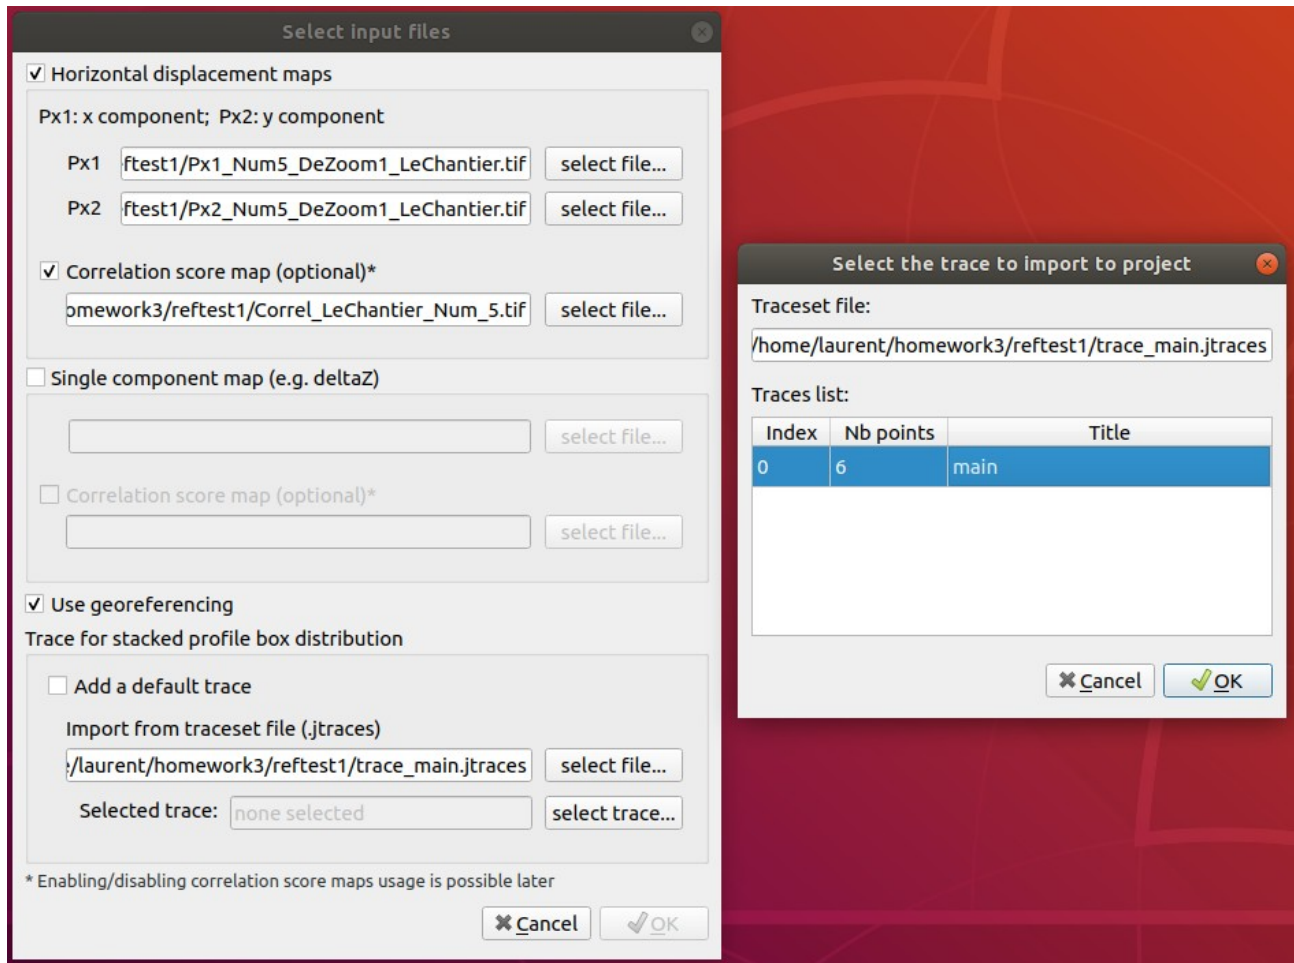 Select input files
Horizontal displacement maps
Px1: x component; Px2: y component
Px1 ftest1/Px1_Num5_DeZoom1_LeChantier.tif select file...
Px2 ftest1/Px2_Num5_DeZoom1_LeChantier.tif select file...
Correlation score map (optional)*
omework3/reftest1/Correl_LeChantier_Num_5.tif select file...
Single component map (e.g. deltaZ)
select file...
Correlation score map (optional)*
select file...
Use georeferencing
Trace for stacked profile box distribution
Add a default trace
Import from traceset file (.jtraces)
/laurent/homework3/reftest1/trace_main.jtraces select file...
Selected trace: none selected select trace...
* Enabling/disabling correlation score maps usage is possible later
Cancel OK
Select the trace to import to project
Traceset file:
/home/laurent/homework3/reftest1/trace_main.jtraces
Traces list:
Index Nb points Title
0 6 main
Cancel OK